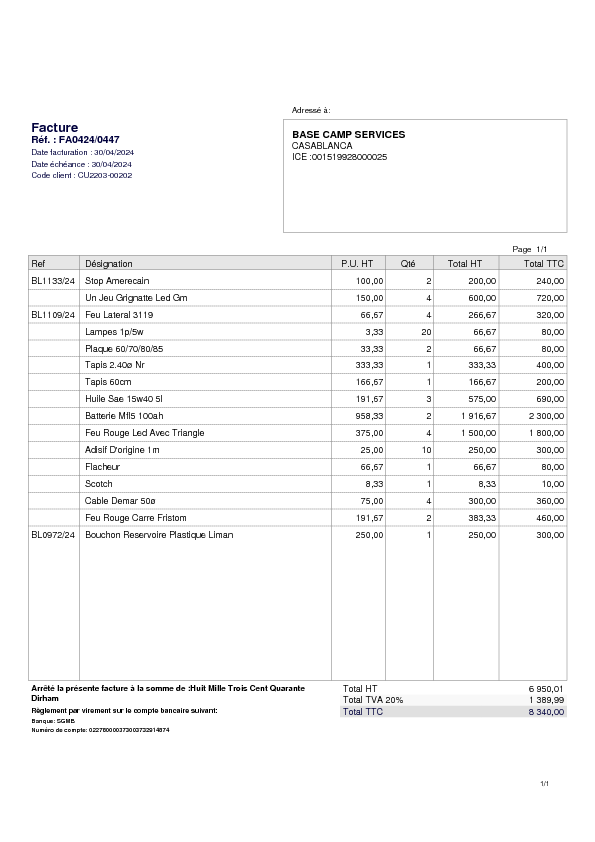 Adressé à:
Facture
Réf. : FA0424/0447
Date facturation : 30/04/2024
Date échéance : 30/04/2024
Code client : CU2203-00202
BASE CAMP SERVICES
CASABLANCA
ICE :001519928000025
Page 1/1
Ref Désignation P.U. HT Qté Total HT Total TTC
BL1133/24 Stop Amerecain 100,00 2 200,00 240,00
Un Jeu Grignatte Led Gm 150,00 4 600,00 720,00
BL1109/24 Feu Lateral 3119 66,67 4 266,67 320,00
Lampes 1p/5w 3,33 20 66,67 80,00
Plaque 60/70/80/85 33,33 2 66,67 80,00
Tapis 2.40ø Nr 333,33 1 333,33 400,00
Tapis 60cm 166,67 1 166,67 200,00
Huile Sae 15w40 5l 191,67 3 575,00 690,00
Batterie Mfl5 100ah 958,33 2 1 916,67 2 300,00
Feu Rouge Led Avec Triangle 375,00 4 1 500,00 1 800,00
Adisif D'origine 1m 25,00 10 250,00 300,00
Flacheur 66,67 1 66,67 80,00
Scotch 8,33 1 8,33 10,00
Cable Demar 50ø 75,00 4 300,00 360,00
Feu Rouge Carre Fristom 191,67 2 383,33 460,00
BL0972/24 Bouchon Reservoire Plastique Liman 250,00 1 250,00 300,00
Arrêté la présente facture à la somme de :Huit Mille Trois Cent Quarante
Dirham
Règlement par virement sur le compte bancaire suivant:
Banque: SGMB
Numéro de compte: 022780000373003732914874
Total HT 6 950,01
Total TVA 20% 1 389,99
Total TTC 8 340,00
1/1